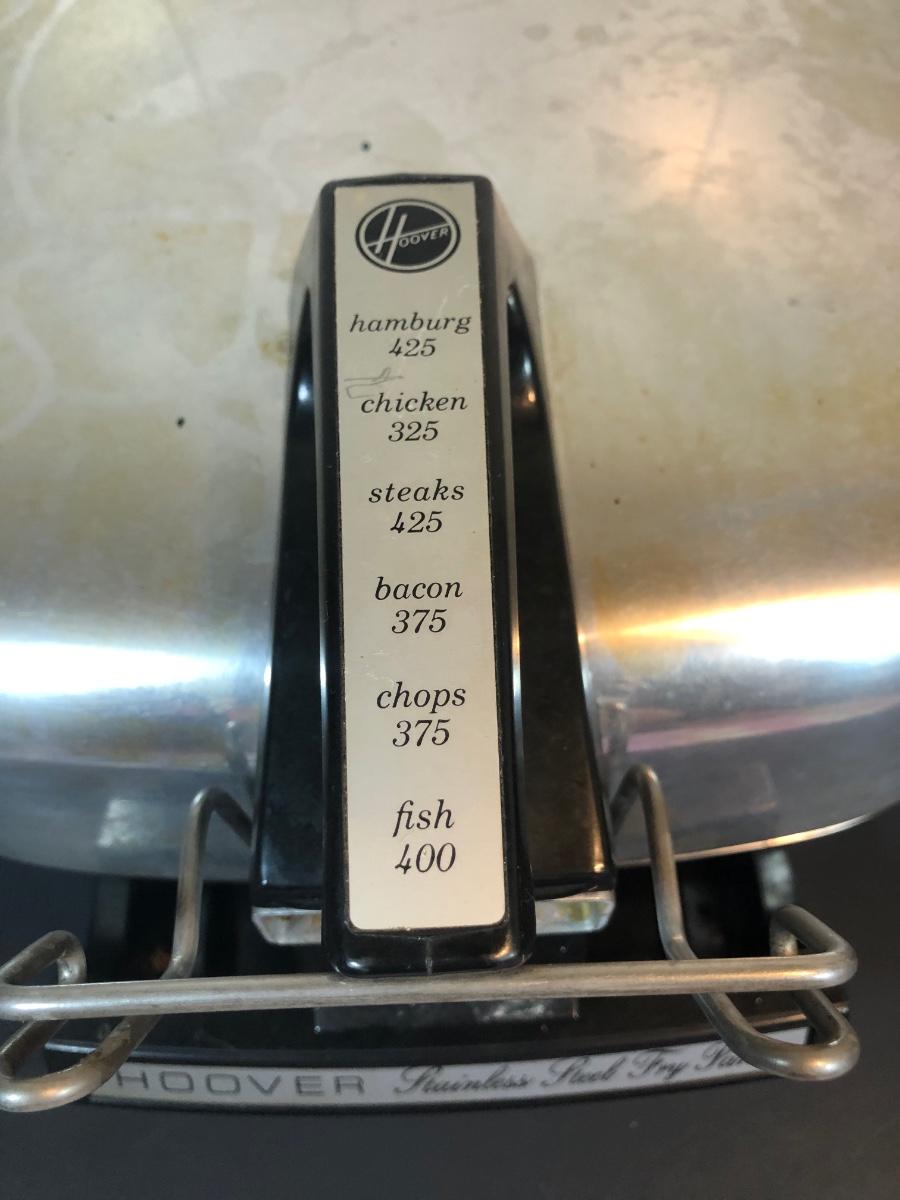 HOOVER
hamburg
425
chicken
325
steaks
425
bacon
375
chops
375
fish
400
HOOVER Stainless Steel Fry Pan